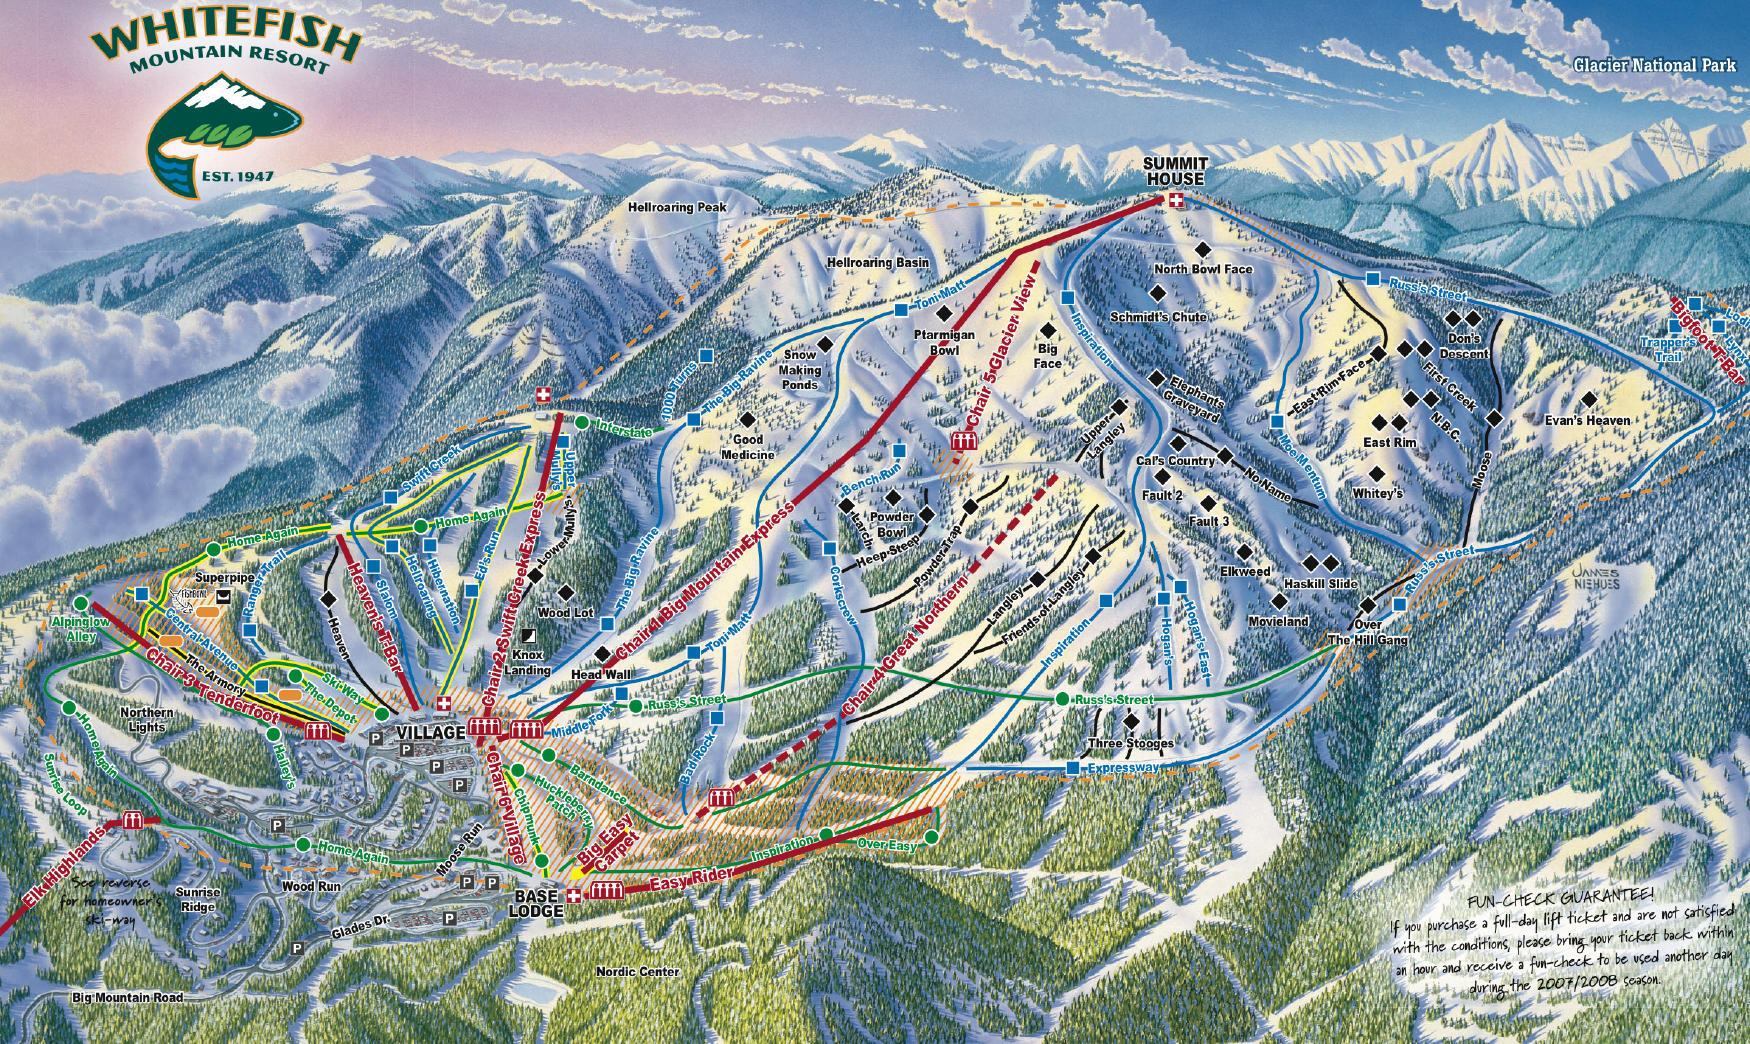 WHITEFISH
MOUNTAIN RESORT
EST. 1947
Glacier National Park
SUMMIT
HOUSE
Hellroaring Peak
Hellroaring Basin
North Bowl Face
Schmidt's Chute
Toni Matt
Ptarmigan
Bowl
Chair 5 Glacier View
Big
Face
Inspiration
Russ's Street
Don's
Descent
First Creek
N.B.C.
East Rim Face
East Rim
Whitey's
Moose
Evan's Heaven
Bigfoot T-Bar
Trapper's
Trail
Lynx
Snow
Making
Ponds
1000 Turns
The Big Ravine
Good
Medicine
Interstate
Upper
Mully's
Lower Mully's
Swift Creek
Home Again
Home Again
Elephants
Graveyard
Upper
Langley
Cal's Country
Fault 2
Fault 3
No Name
Moe Mentum
Elkweed
Haskill Slide
Movieland
Over
The Hill Gang
Russ's Street
Russ's Street
JAMES
NIEHUES
Bench Run
Larch
Powder
Bowl
Heep Steep
Powder Trap
Corkscrew
Langley
Friends of Langley
Inspiration
Hogan's
Hogan's East
Chair 1 Big Mountain Express
Chair 4 Great Northern
Chair 2 Swift Creek Express
Superpipe
FISHBOWL
Ranger Trail
Central Avenue
Alpinglow
Alley
Chair 3 Tenderfoot
The Armory
Ski-Way
The Depot
Heaven
Heaven's T-Bar
Slalom
Hellroaring
Hibernation
Ed's Run
Wood Lot
Knox
Landing
The Big Ravine
Head Wall
Toni Matt
Russ's Street
Russ's Street
Middle Fork
Bad Rock
Three Stooges
Expressway
Northern
Lights
VILLAGE
P
P
P
P
P
Hailey's
Home Again
Sunrise Loop
Barndance
Huckleberry
Patch
Chipmunk
Chair 6 Village
Big Easy
Carpet
Inspiration
Over Easy
Easy Rider
Home Again
Moose Run
Elk Highlands
See reverse
for homeowner's
ski-way
Sunrise
Ridge
Wood Run
P
P
P
P
Glades Dr.
BASE
LODGE
Nordic Center
Big Mountain Road
FUN-CHECK GUARANTEE!
If you purchase a full-day lift ticket and are not satisfied
with the conditions, please bring your ticket back within
an hour and receive a fun-check to be used another day
during the 2007/2008 season.